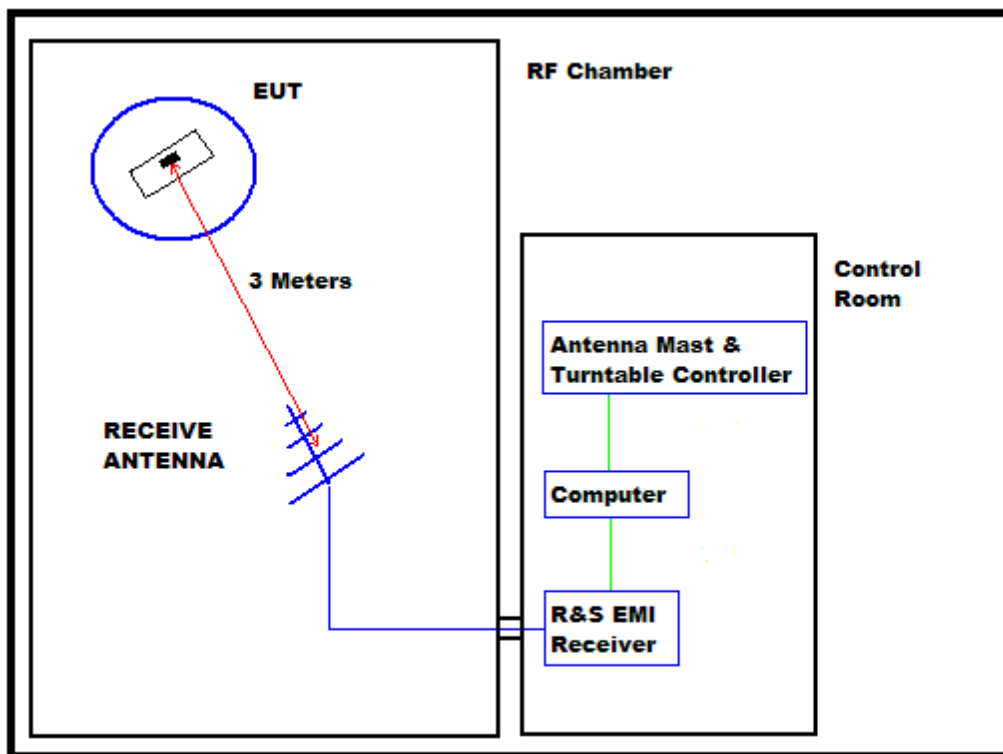 EUT
RF Chamber
3 Meters
Control
Room
Antenna Mast &
Turntable Controller
RECEIVE
ANTENNA
Computer
R&S EMI
Receiver